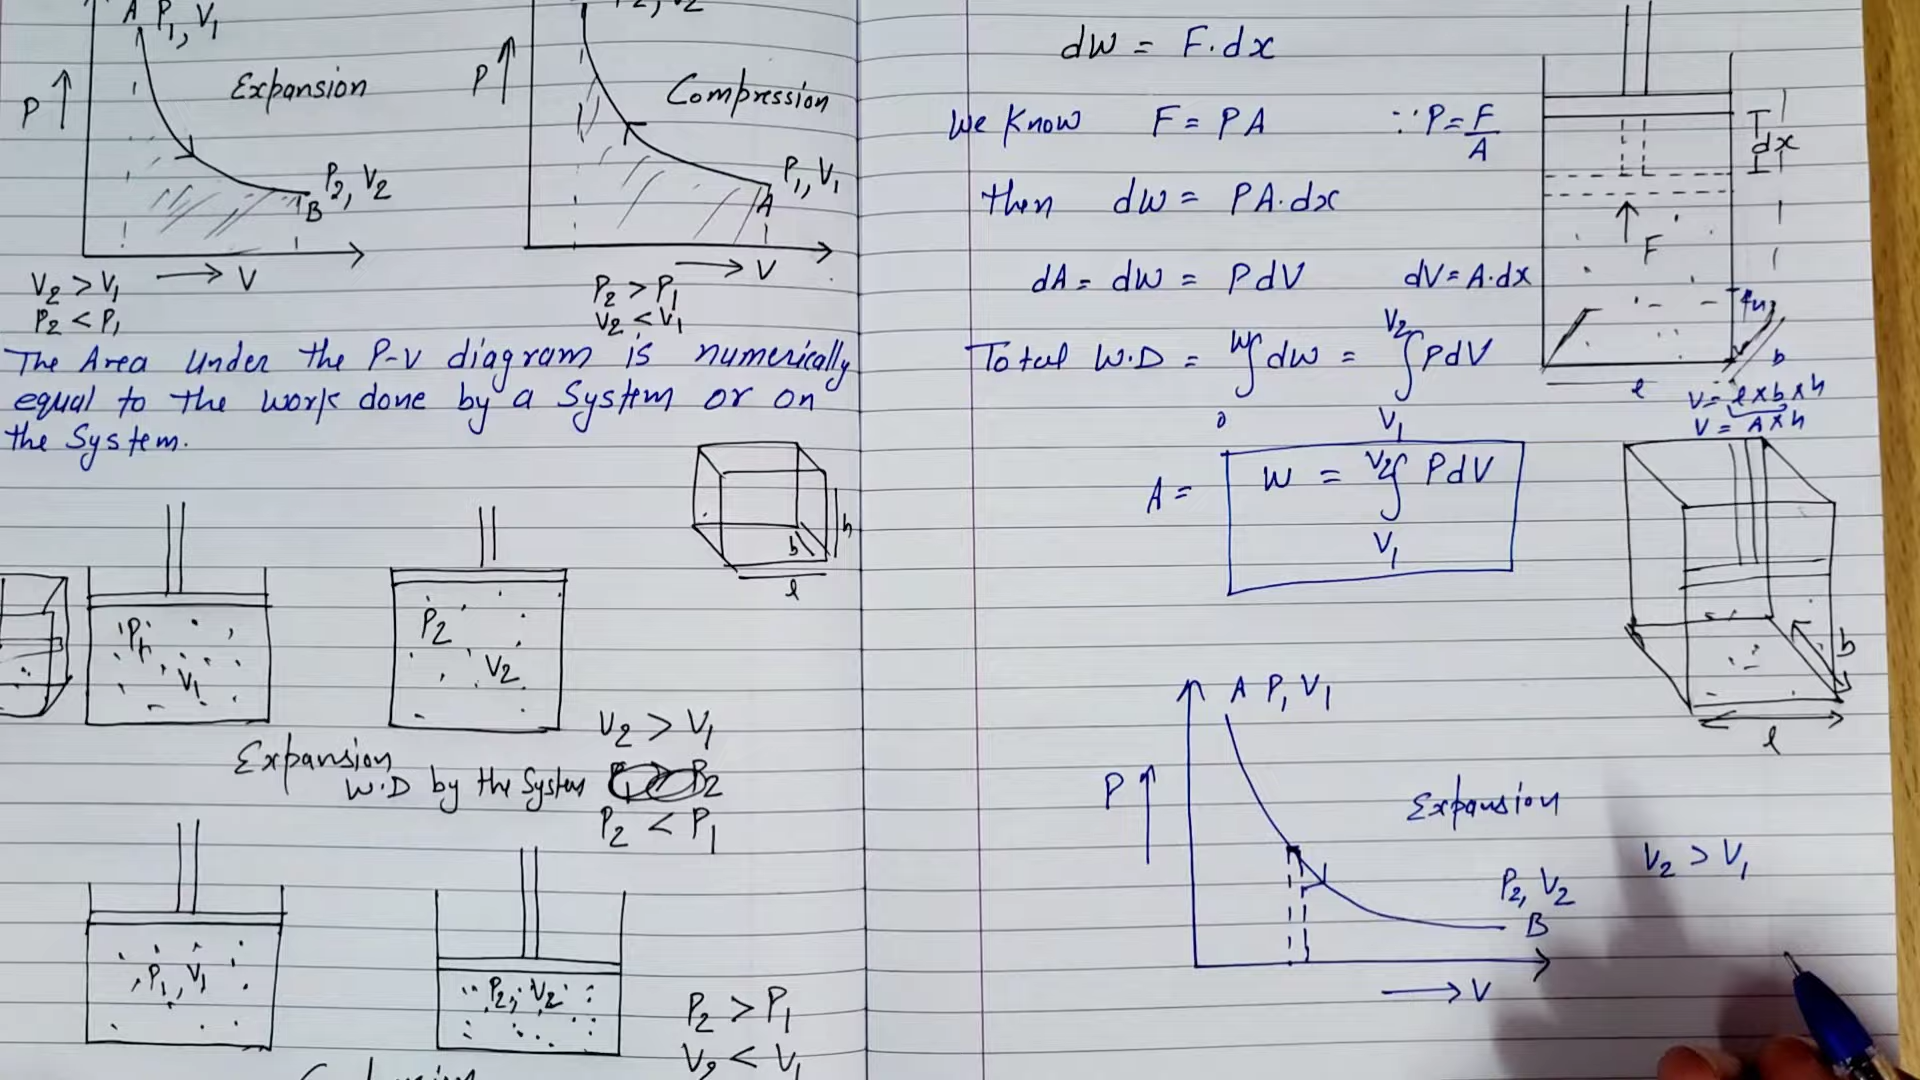 A P₁, V₁
P
Expansion
P₂, V₂
B
V
V₂ > V₁
P₂ < P₁
P
Compression
P₁, V₁
A
V
P₂ > P₁
V₂ < V₁
The Area under the P-V diagram is numerically
equal to the work done by a System or on
the System.
h
b
l
P₁
V₁
P₂
V₂
V₂ > V₁
Expansion
W.D by the System
P₂ < P₁
P₁, V₁
P₂, V₂
P₂ > P₁
V₂ < V₁
dW = F.dx
We Know F = PA ∵ P = F/A
then dW = PA.dx
dA = dW = PdV dV = A.dx
Total W.D = ∫₀ᵂ dW = ∫V₁V₂ PdV
A = W = ∫V₁V₂ PdV
dx
F
b
l
V = l×b×h
V = A×h
b
l
A P₁ V₁
P
Expansion
V₂ > V₁
P₂, V₂
B
V